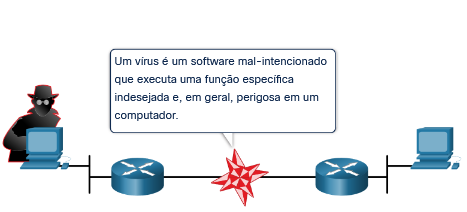 Um vírus é um software mal-intencionado
que executa uma função específica
indesejada e, em geral, perigosa em um
computador.